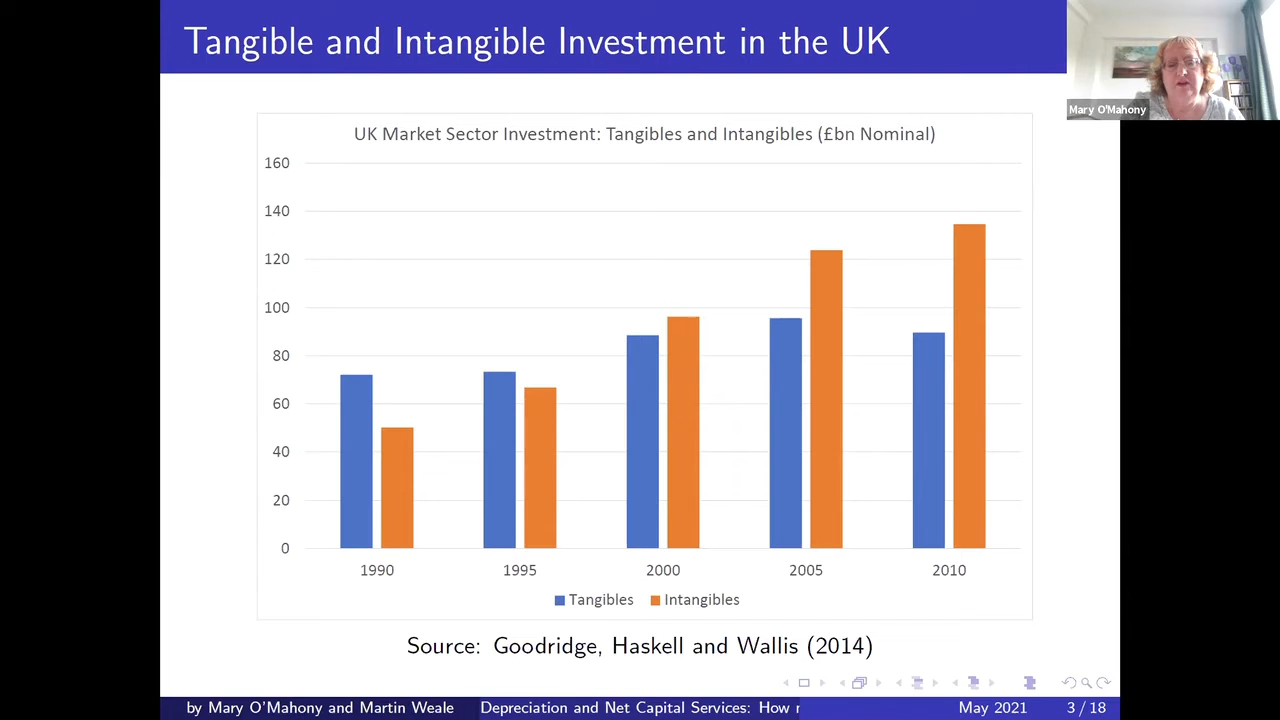 Tangible and Intangible Investment in the UK
Mary O'Mahony
UK Market Sector Investment: Tangibles and Intangibles (£bn Nominal)
160
140
120
100
80
60
40
20
0
1990 1995 2000 2005 2010
Tangibles Intangibles
Source: Goodridge, Haskell and Wallis (2014)
by Mary O'Mahony and Martin Weale Depreciation and Net Capital Services: How May 2021 3 / 18